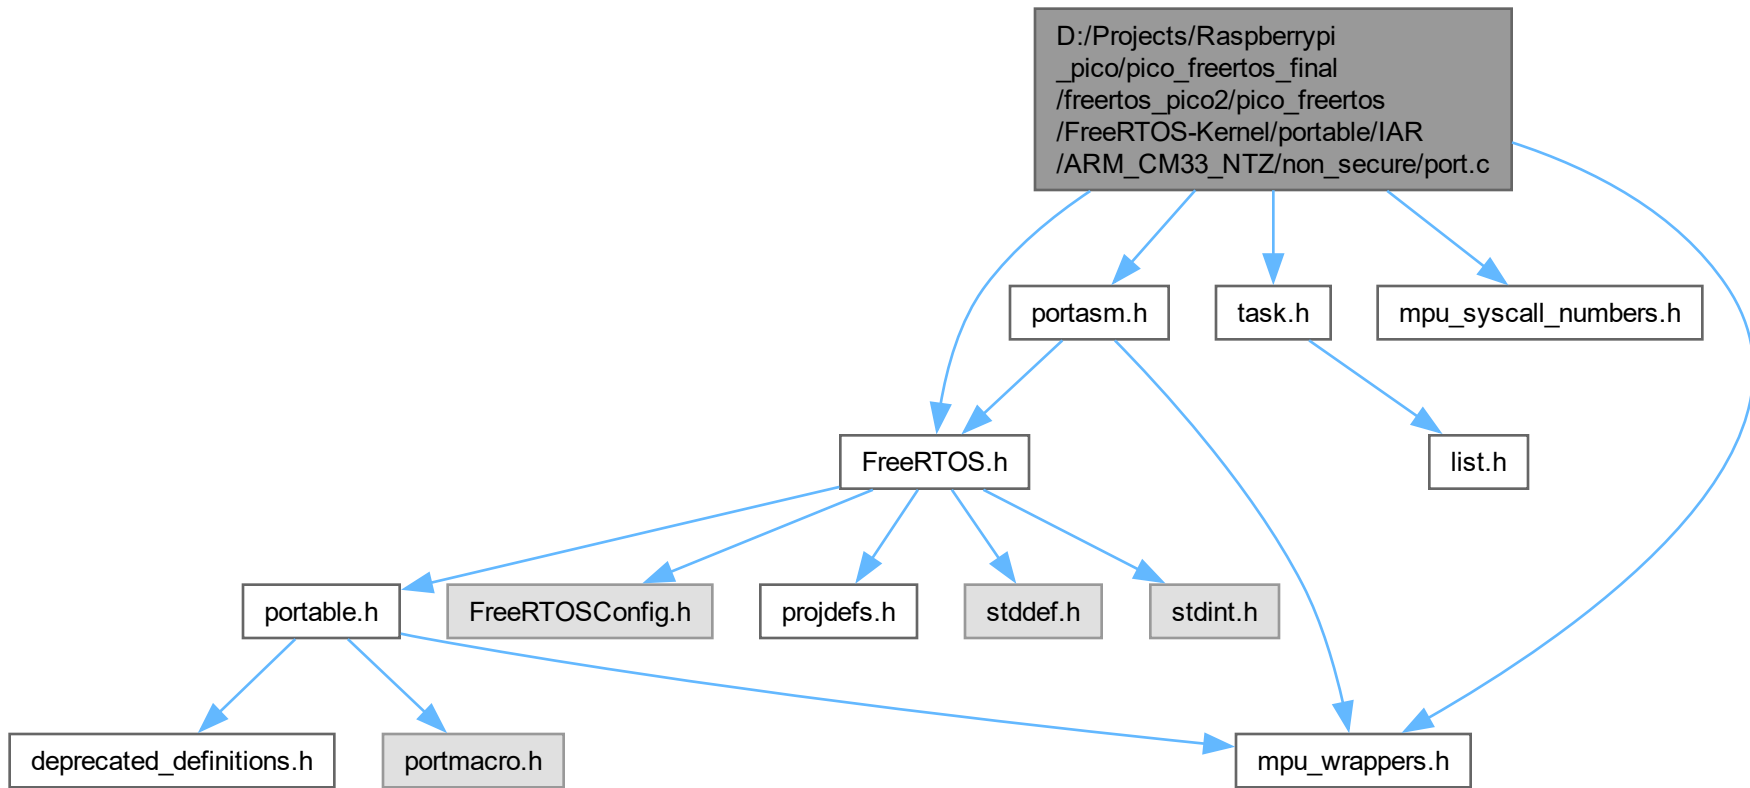 D:/Projects/Raspberrypi
_pico/pico_freertos_final
/freertos_pico2/pico_freertos
/FreeRTOS-Kernel/portable/IAR
/ARM_CM33_NTZ/non_secure/port.c
portasm.h
task.h
mpu_syscall_numbers.h
FreeRTOS.h
list.h
portable.h
FreeRTOSConfig.h
projdefs.h
stddef.h
stdint.h
deprecated_definitions.h
portmacro.h
mpu_wrappers.h